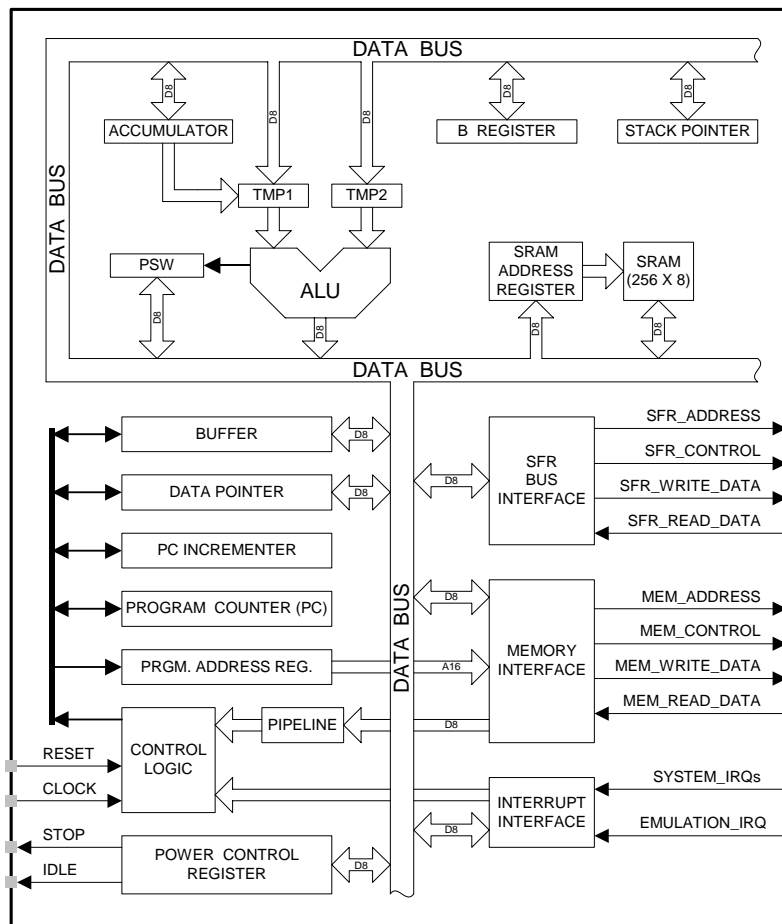 DATA BUS
D8
D8
D8
D8
D8
ACCUMULATOR
B REGISTER
STACK POINTER
DATA BUS
TMP1
TMP2
PSW
ALU
SRAM
ADDRESS
REGISTER
SRAM
(256 X 8)
D8
D8
D8
D8
DATA BUS
BUFFER
D8
DATA POINTER
D8
PC INCREMENTER
PROGRAM COUNTER (PC)
PRGM. ADDRESS REG.
A16
DATA BUS
D8
SFR
BUS
INTERFACE
SFR_ADDRESS
SFR_CONTROL
SFR_WRITE_DATA
SFR_READ_DATA
D8
MEMORY
INTERFACE
MEM_ADDRESS
MEM_CONTROL
MEM_WRITE_DATA
MEM_READ_DATA
PIPELINE
D8
CONTROL
LOGIC
RESET
CLOCK
INTERRUPT
INTERFACE
D8
SYSTEM_IRQs
EMULATION_IRQ
STOP
IDLE
POWER CONTROL
REGISTER
D8